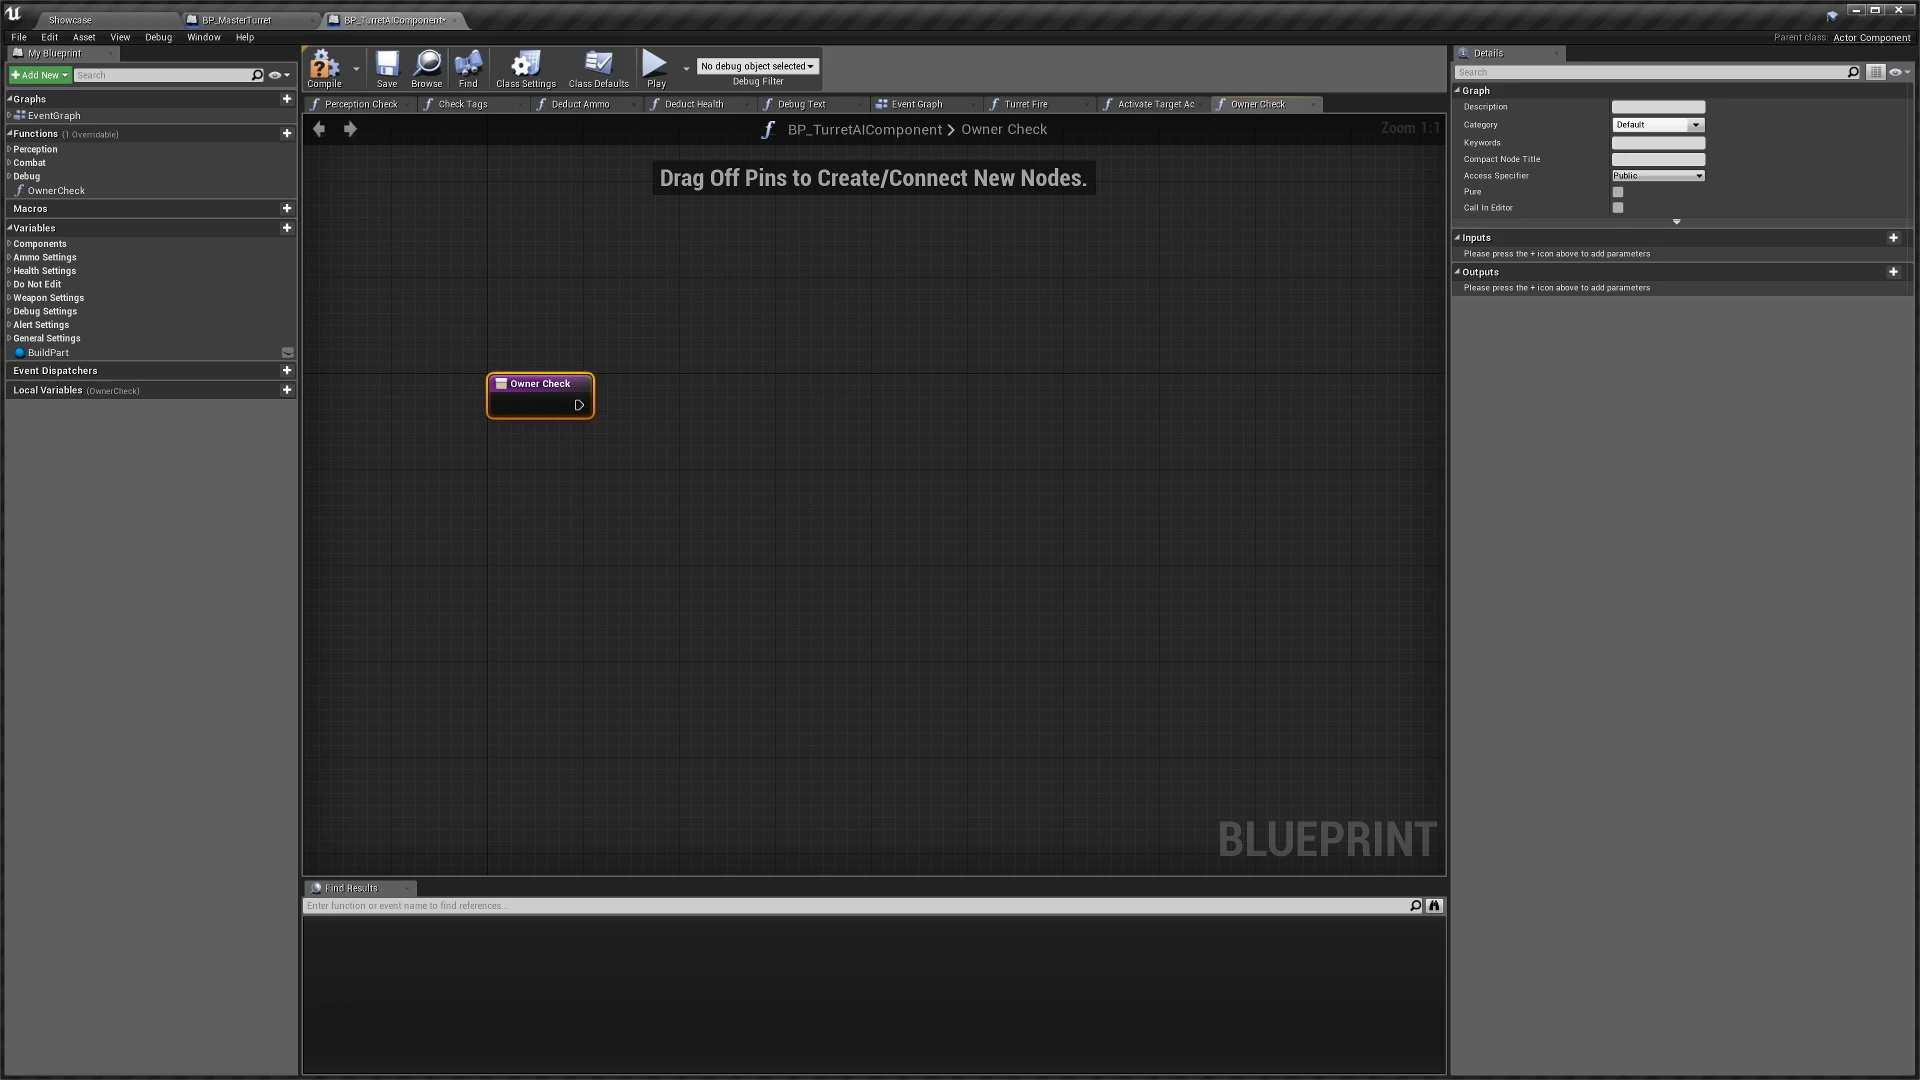 Showcase
BP_MasterTurret
BP_TurretAIComponent*
File Edit Asset View Debug Window Help
Parent class: Actor Component
My Blueprint
Add New
Search
Graphs
EventGraph
Functions (1 Overridable)
Perception
Combat
Debug
OwnerCheck
Macros
Variables
Components
Ammo Settings
Health Settings
Do Not Edit
Weapon Settings
Debug Settings
Alert Settings
General Settings
BuildPart
Event Dispatchers
Local Variables (OwnerCheck)
Compile
Save
Browse
Find
Class Settings
Class Defaults
Play
No debug object selected
Debug Filter
Perception Check
Check Tags
Deduct Ammo
Deduct Health
Debug Text
Event Graph
Turret Fire
Activate Target Ac
Owner Check
BP_TurretAIComponent > Owner Check
Zoom 1:1
Drag Off Pins to Create/Connect New Nodes.
Owner Check
BLUEPRINT
Find Results
Enter function or event name to find references...
Details
Search
Graph
Description
Category Default
Keywords
Compact Node Title
Access Specifier Public
Pure
Call In Editor
Inputs
Please press the + icon above to add parameters
Outputs
Please press the + icon above to add parameters